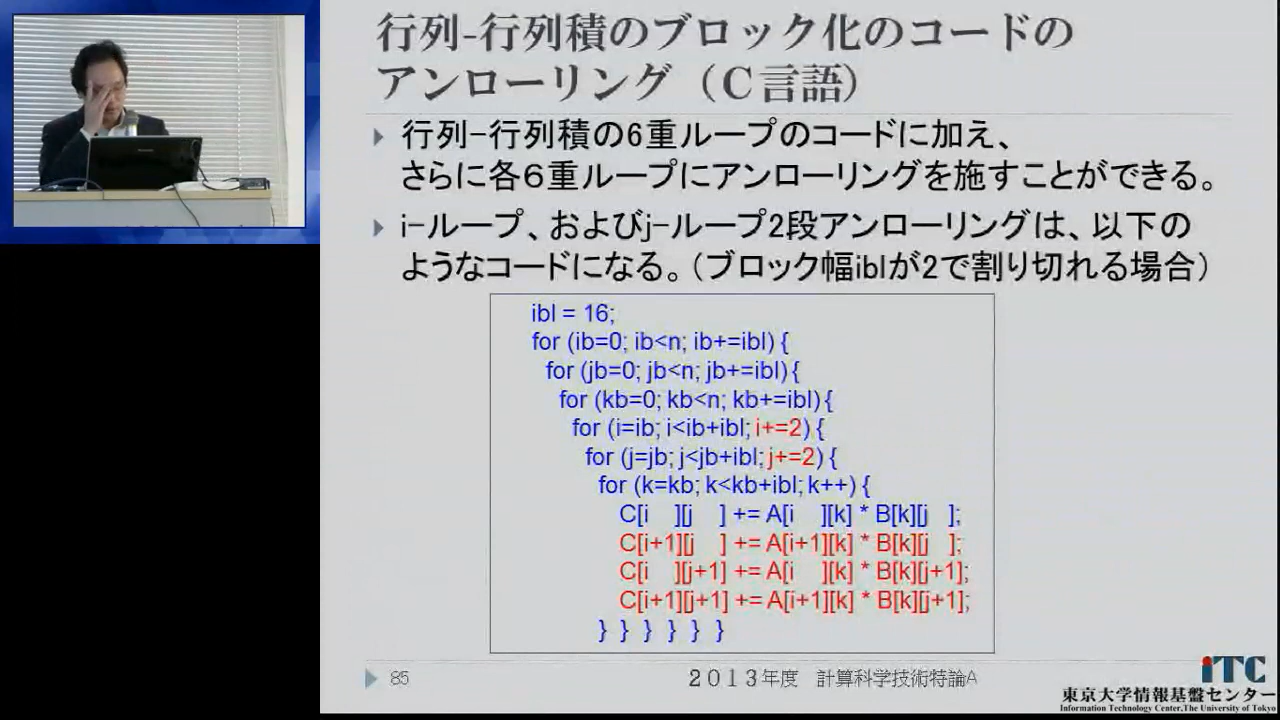 行列-行列積のブロック化のコードの
アンローリング（C言語）
行列-行列積の6重ループのコードに加え、
さらに各６重ループにアンローリングを施すことができる。
i-ループ、およびj-ループ2段アンローリングは、以下の
ようなコードになる。（ブロック幅iblが2で割り切れる場合）
ibl = 16;
for (ib=0; ib<n; ib+=ibl) {
for (jb=0; jb<n; jb+=ibl) {
for (kb=0; kb<n; kb+=ibl) {
for (i=ib; i<ib+ibl; i+=2) {
for (j=jb; j<jb+ibl; j+=2) {
for (k=kb; k<kb+ibl; k++) {
C[i ][j ] += A[i ][k] * B[k][j ];
C[i+1][j ] += A[i+1][k] * B[k][j ];
C[i ][j+1] += A[i ][k] * B[k][j+1];
C[i+1][j+1] += A[i+1][k] * B[k][j+1];
} } } } } }
85
２０１３年度 計算科学技術特論A
iTC
東京大学情報基盤センター
Information Technology Center,The University of Tokyo